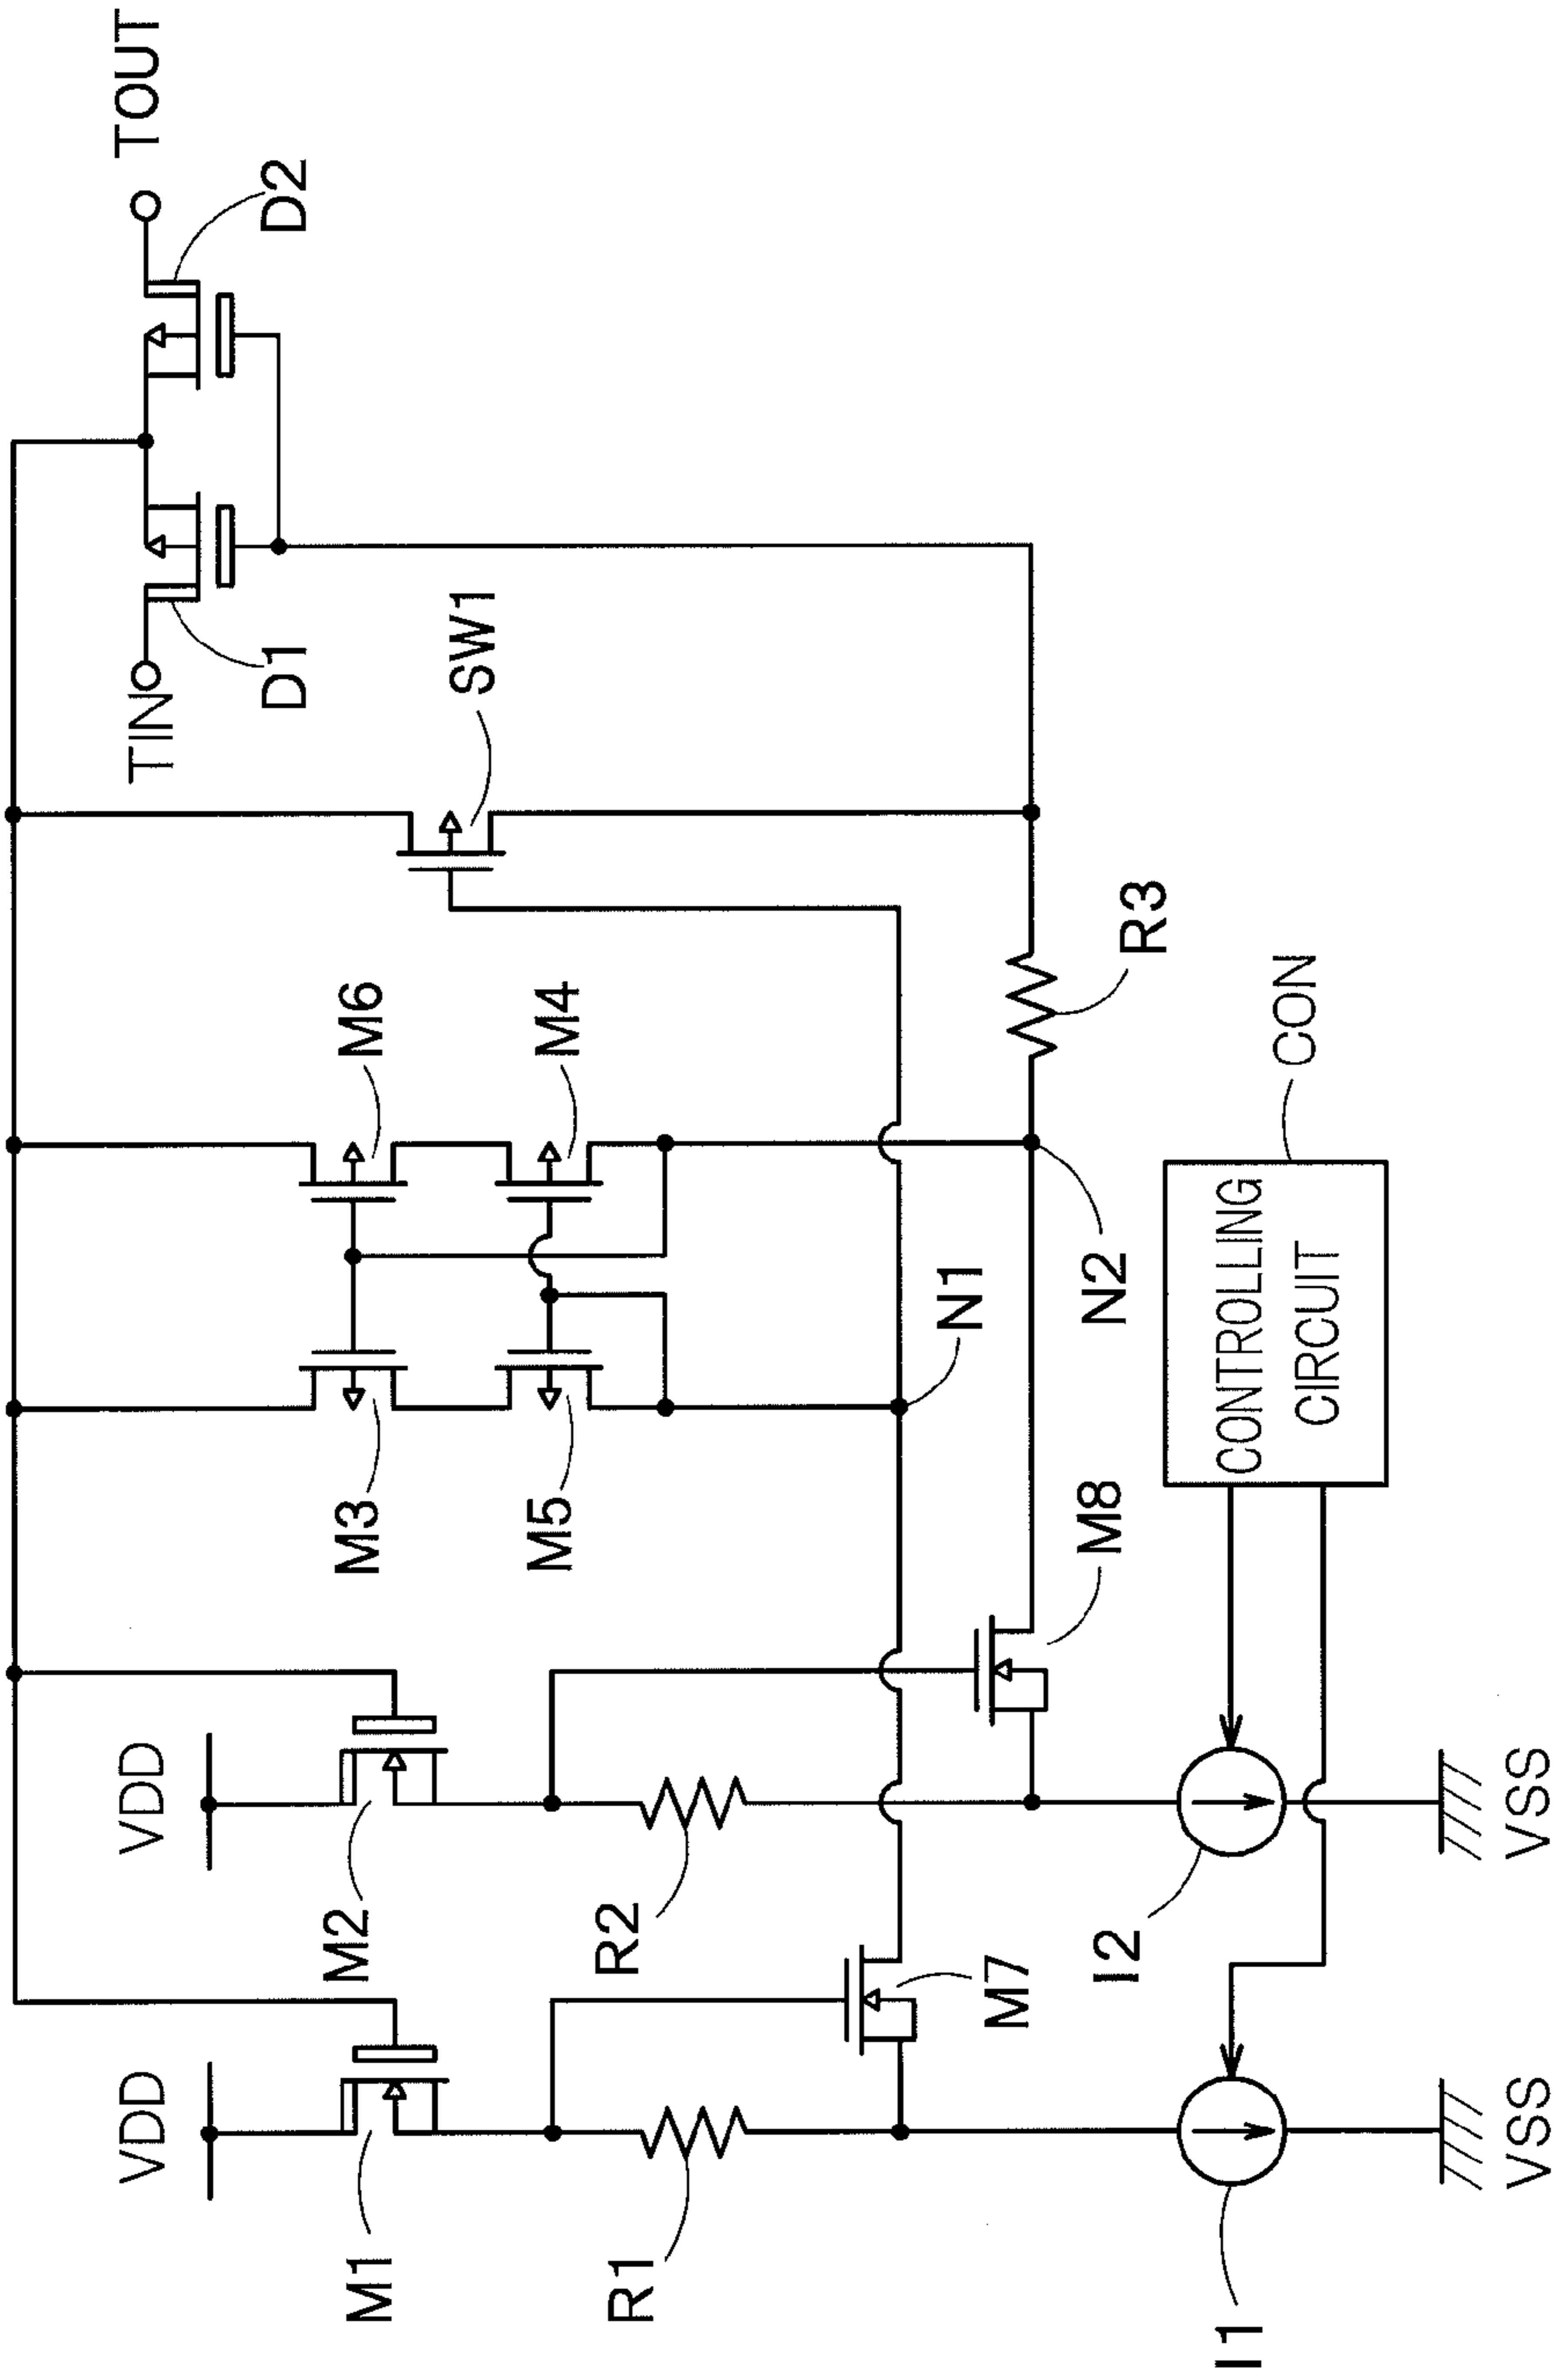 TOUT
D2
TIN
D1
SW1
M6
M4
R3
M3
M5
N1
N2
CON
CONTROLLING
CIRCUIT
VDD
M2
R2
M8
I2
VSS
VDD
M1
R1
M7
I1
VSS